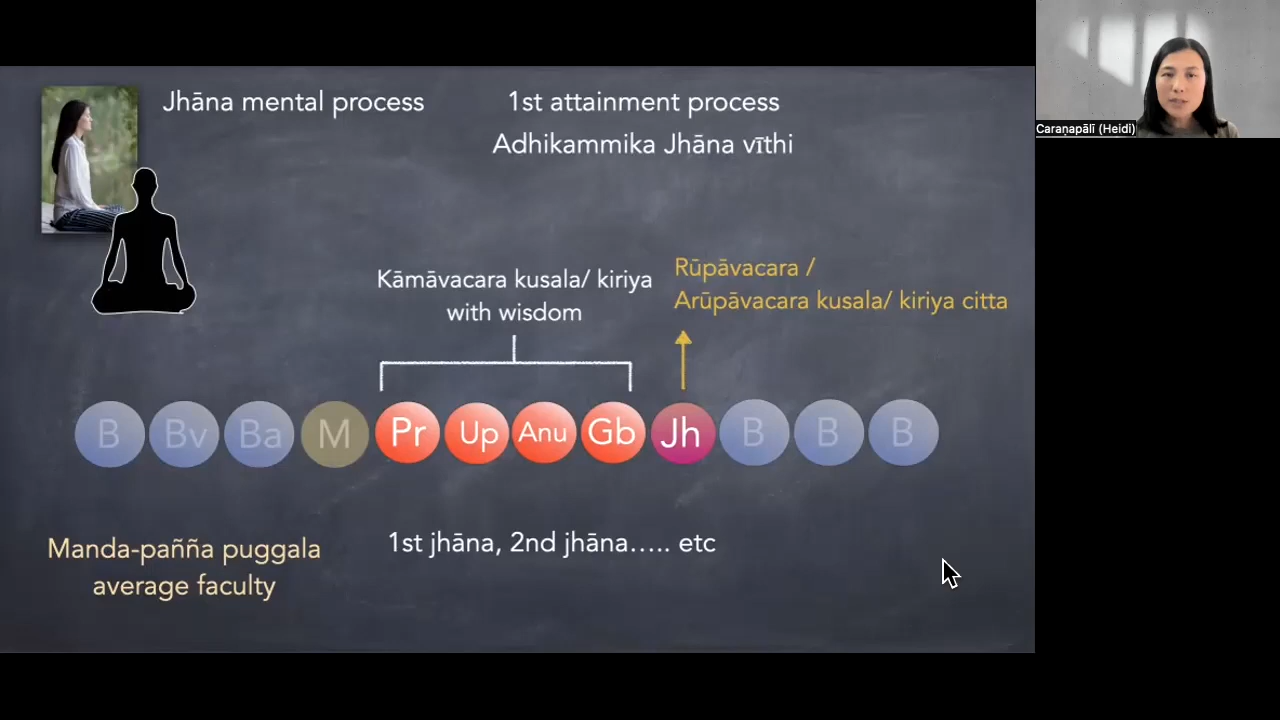 Jhāna mental process
1st attainment process
Adhikammika Jhāna vīthi
Caraṇapālī (Heidi)
Kāmāvacara kusala/ kiriya
with wisdom
Rūpāvacara /
Arūpāvacara kusala/ kiriya citta
B Bv Ba M Pr Up Anu Gb Jh B B B
Manda-pañña puggala
average faculty
1st jhāna, 2nd jhāna..... etc